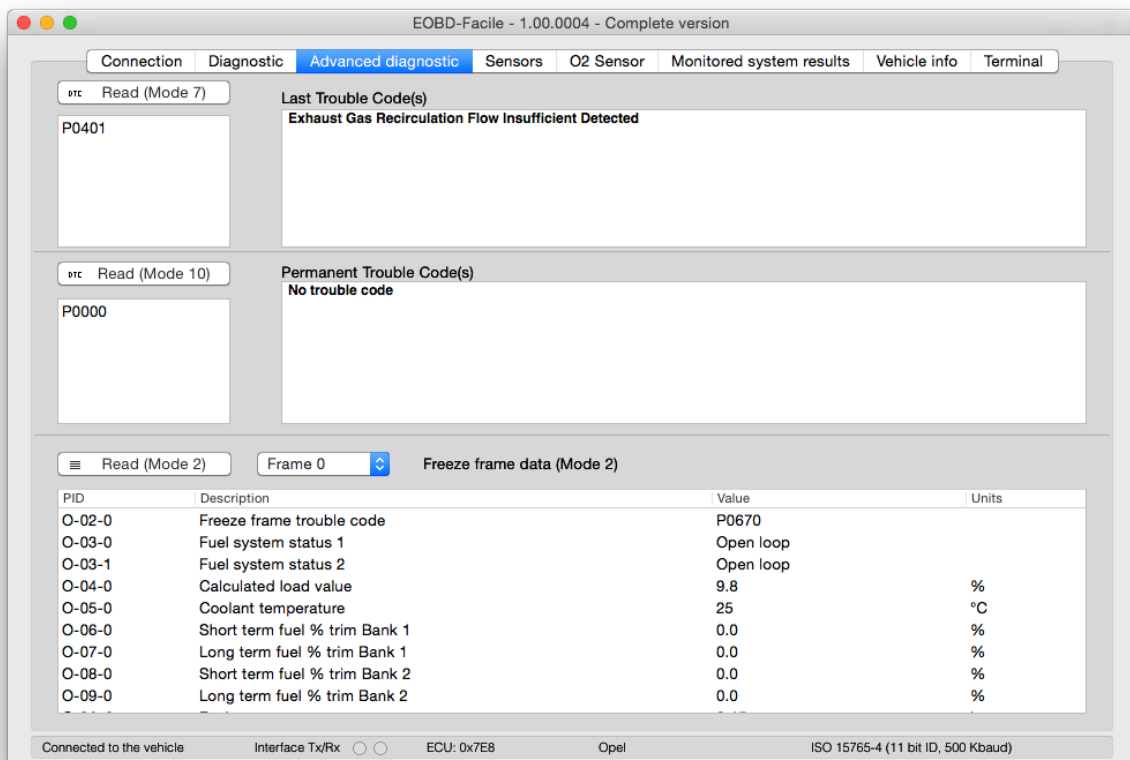 EOBD-Facile - 1.00.0004 - Complete version
Connection Diagnostic Advanced diagnostic Sensors O2 Sensor Monitored system results Vehicle info Terminal
DTC Read (Mode 7)
Last Trouble Code(s)
P0401
Exhaust Gas Recirculation Flow Insufficient Detected
DTC Read (Mode 10)
Permanent Trouble Code(s)
P0000
No trouble code
Read (Mode 2) Frame 0 Freeze frame data (Mode 2)
PID Description Value Units
O-02-0 Freeze frame trouble code P0670
O-03-0 Fuel system status 1 Open loop
O-03-1 Fuel system status 2 Open loop
O-04-0 Calculated load value 9.8 %
O-05-0 Coolant temperature 25 °C
O-06-0 Short term fuel % trim Bank 1 0.0 %
O-07-0 Long term fuel % trim Bank 1 0.0 %
O-08-0 Short term fuel % trim Bank 2 0.0 %
O-09-0 Long term fuel % trim Bank 2 0.0 %
Connected to the vehicle Interface Tx/Rx ECU: 0x7E8 Opel ISO 15765-4 (11 bit ID, 500 Kbaud)